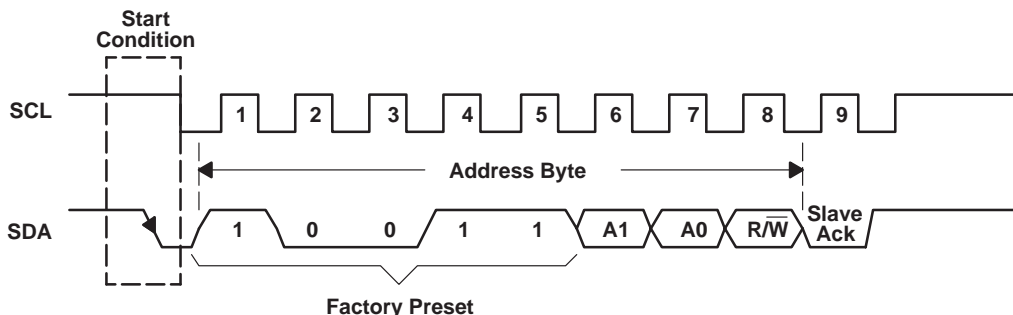 Start
Condition
SCL
1 2 3 4 5 6 7 8 9
Address Byte
SDA
1 0 0 1 1 A1 A0 R/W̅ Slave
Ack
Factory Preset